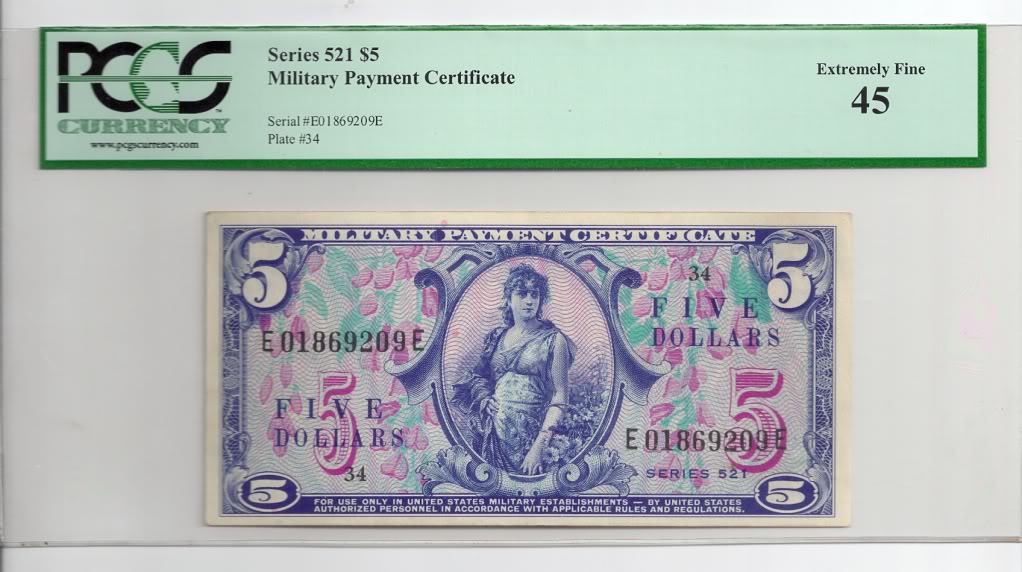 PCGS
CURRENCY
www.pcgscurrency.com
Series 521 $5
Military Payment Certificate
Serial #E01869209E
Plate #34
Extremely Fine
45
MILITARY PAYMENT CERTIFICATE
5 5
34
FIVE
DOLLARS
E01869209E
5 5
FIVE
DOLLARS
34
E01869209E
SERIES 521
5 5
FOR USE ONLY IN UNITED STATES MILITARY ESTABLISHMENTS — BY UNITED STATES
AUTHORIZED PERSONNEL IN ACCORDANCE WITH APPLICABLE RULES AND REGULATIONS.